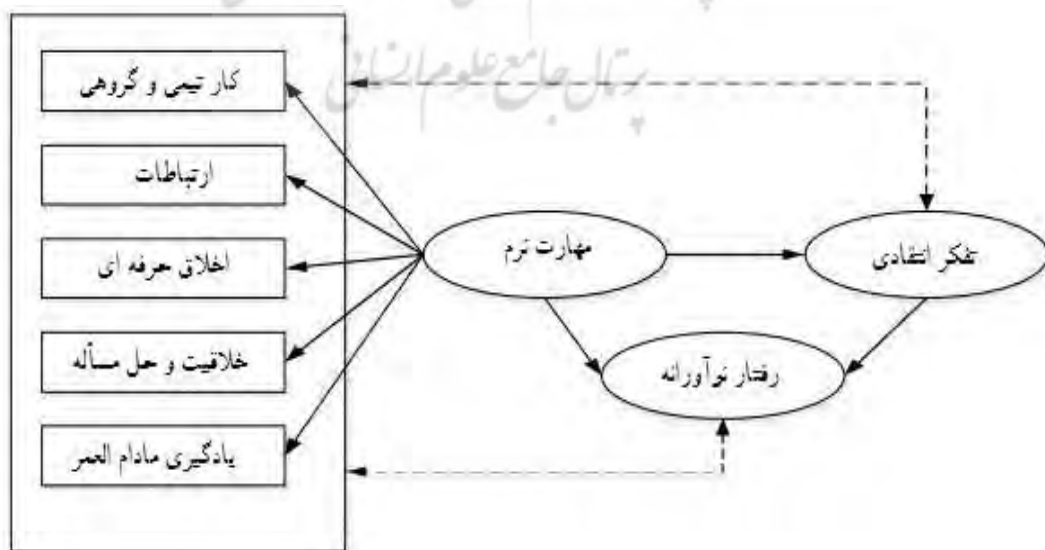 پرتال جامع علوم انسانی
کار تیمی و گروهی
ارتباطات
اخلاق حرفه ای
خلاقیت و حل مسأله
یادگیری مادام العمر
مهارت نرم
تفکر انتقادی
رفتار نوآورانه